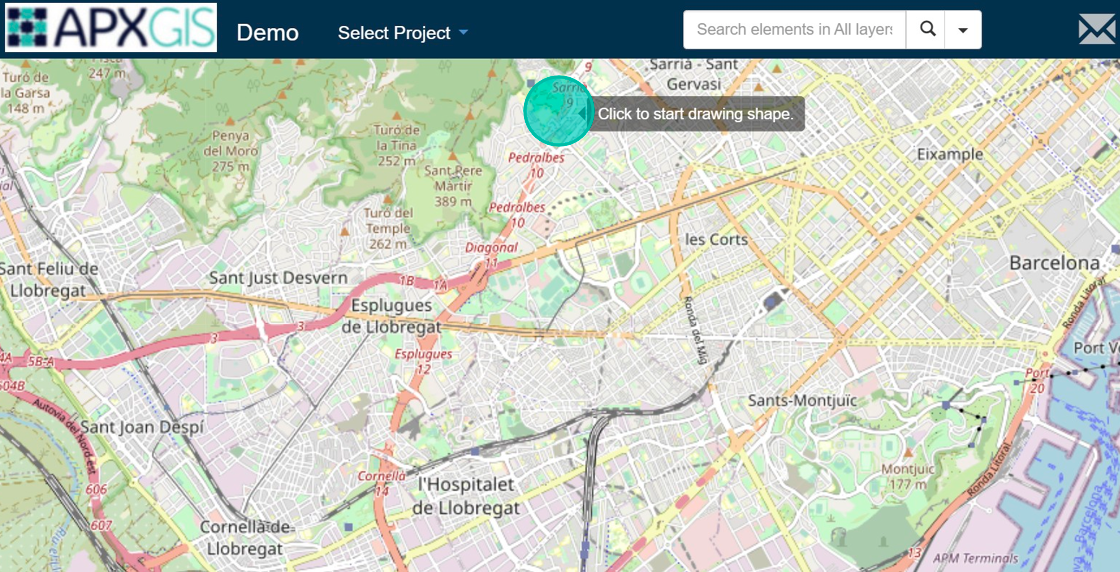 APXGIS
Demo
Select Project
Search elements in All layers
247 m
Turó de
la Garsa
148 m
Penya
del Moro
275 m
Turó de
la Tina
252 m
Sant Pere
Màrtir
389 m
Turó del
Temple
262 m
9
Sarrià
9
Sarrià - Sant
Gervasi
Click to start drawing shape.
Pedralbes
10
Pedralbes
10
Diagonal
11
Eixample
les Corts
Barcelona
Sant Feliu de
Llobregat
Sant Just Desvern
1B
1A
Esplugues
de Llobregat
3
3
4A
5B-A
504B
Esplugues
12
Ronda del Mig
Ronda Litoral
Port
20
Autovia del Nord-est
Sant Joan Despí
Sants-Montjuïc
Montjuïc
177 m
Ronda Litoral
Cornellà
14
l'Hospitalet
de Llobregat
606
607
Cornellà de
Llobregat
13
APM Terminals